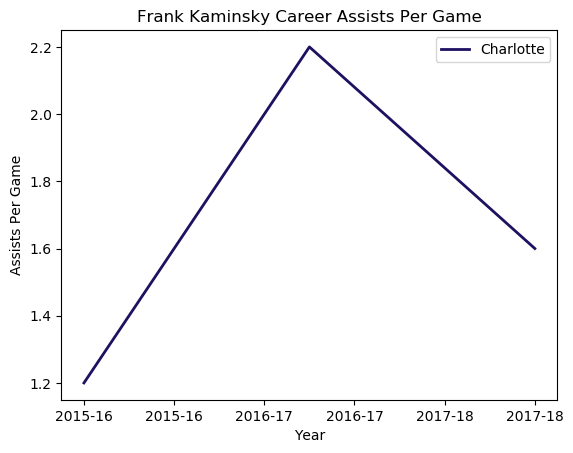 Frank Kaminsky Career Assists Per Game
Charlotte
2.2
2.0
1.8
1.6
1.4
1.2
Assists Per Game
2015-16 2015-16 2016-17 2016-17 2017-18 2017-18
Year